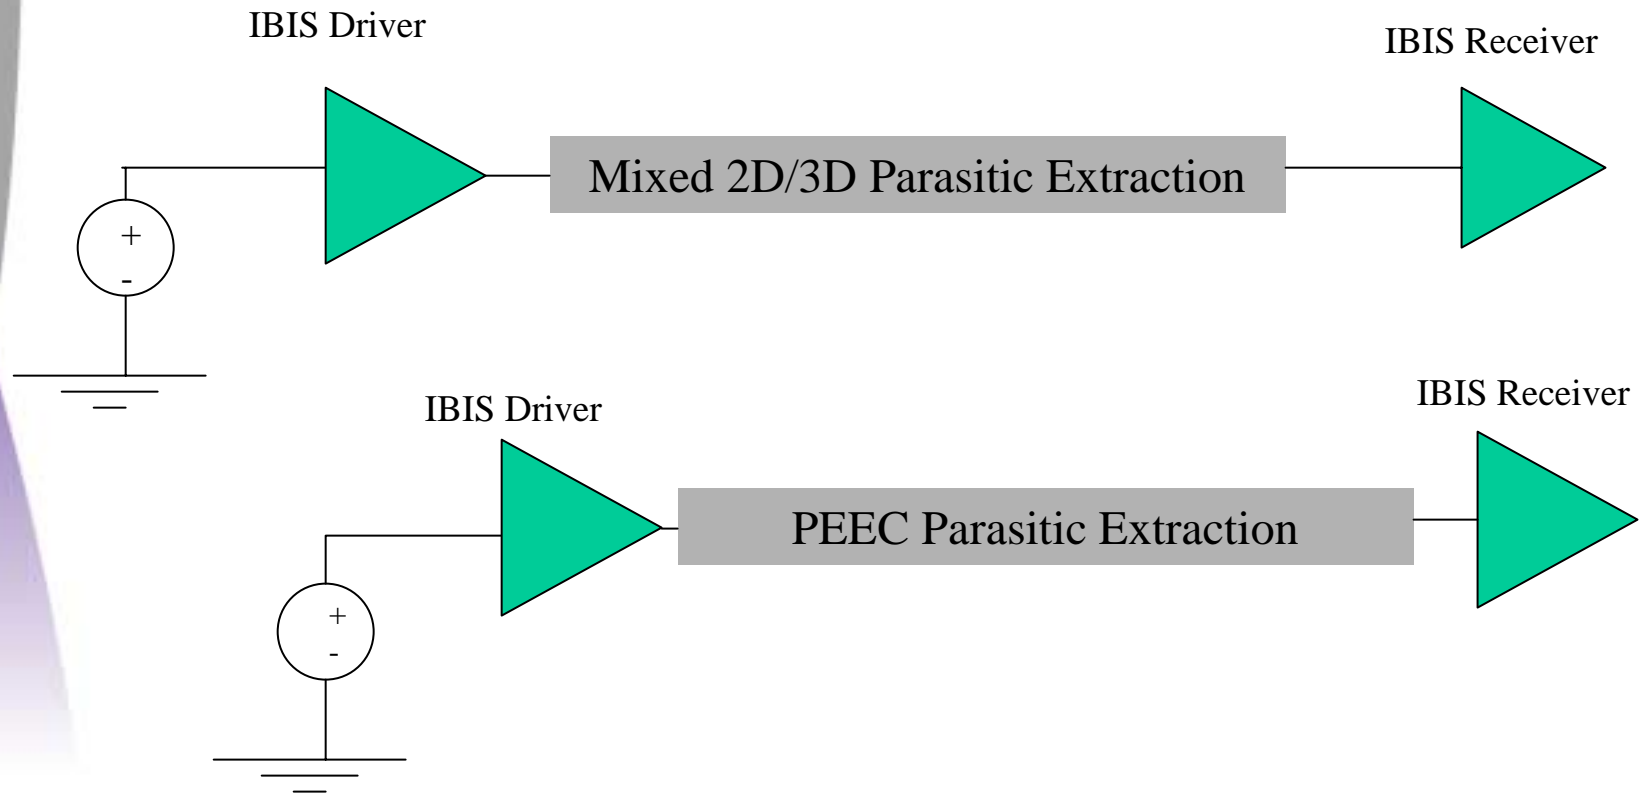 IBIS Driver
IBIS Receiver
Mixed 2D/3D Parasitic Extraction
+
-
IBIS Driver
IBIS Receiver
PEEC Parasitic Extraction
+
-